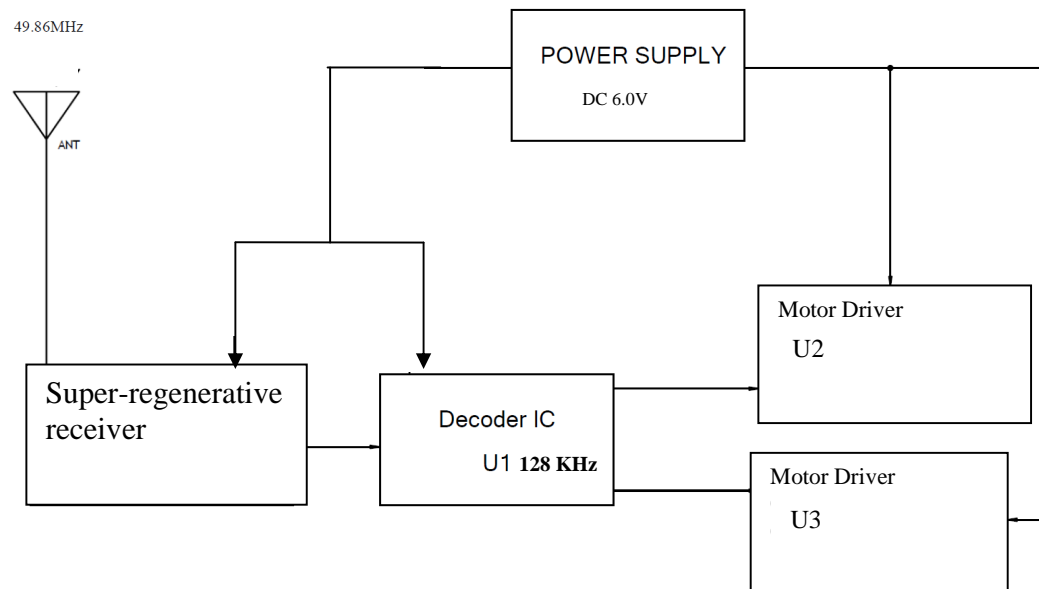 49.86MHz
POWER SUPPLY
DC 6.0V
ANT
Motor Driver
U2
Super-regenerative
receiver
Decoder IC
U1 128 KHz
Motor Driver
U3